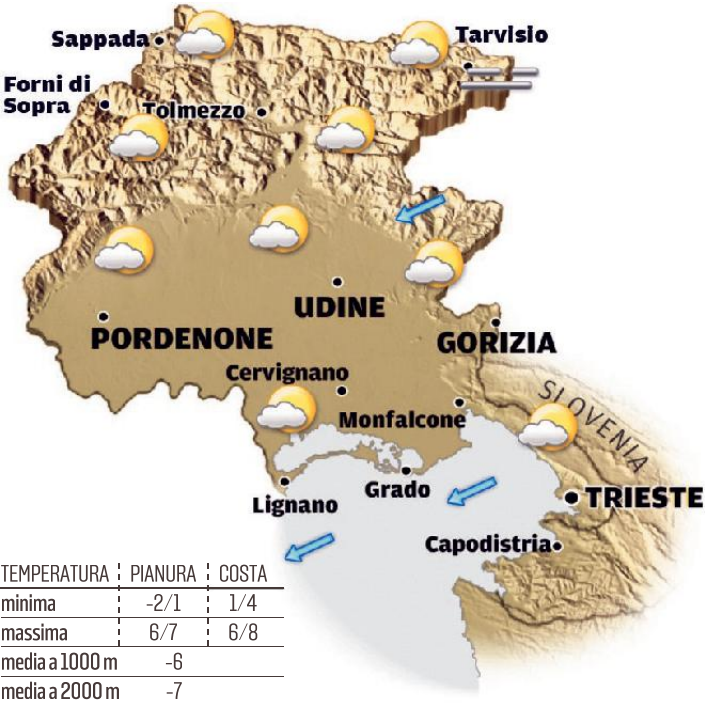 Sappada
Tarvisio
Forni di
Sopra
Tolmezzo
UDINE
PORDENONE
GORIZIA
Cervignano
SLOVENIA
Monfalcone
Grado
Lignano
TRIESTE
Capodistria
TEMPERATURA PIANURA COSTA
minima -2/1 1/4
massima 6/7 6/8
media a 1000 m -6
media a 2000 m -7